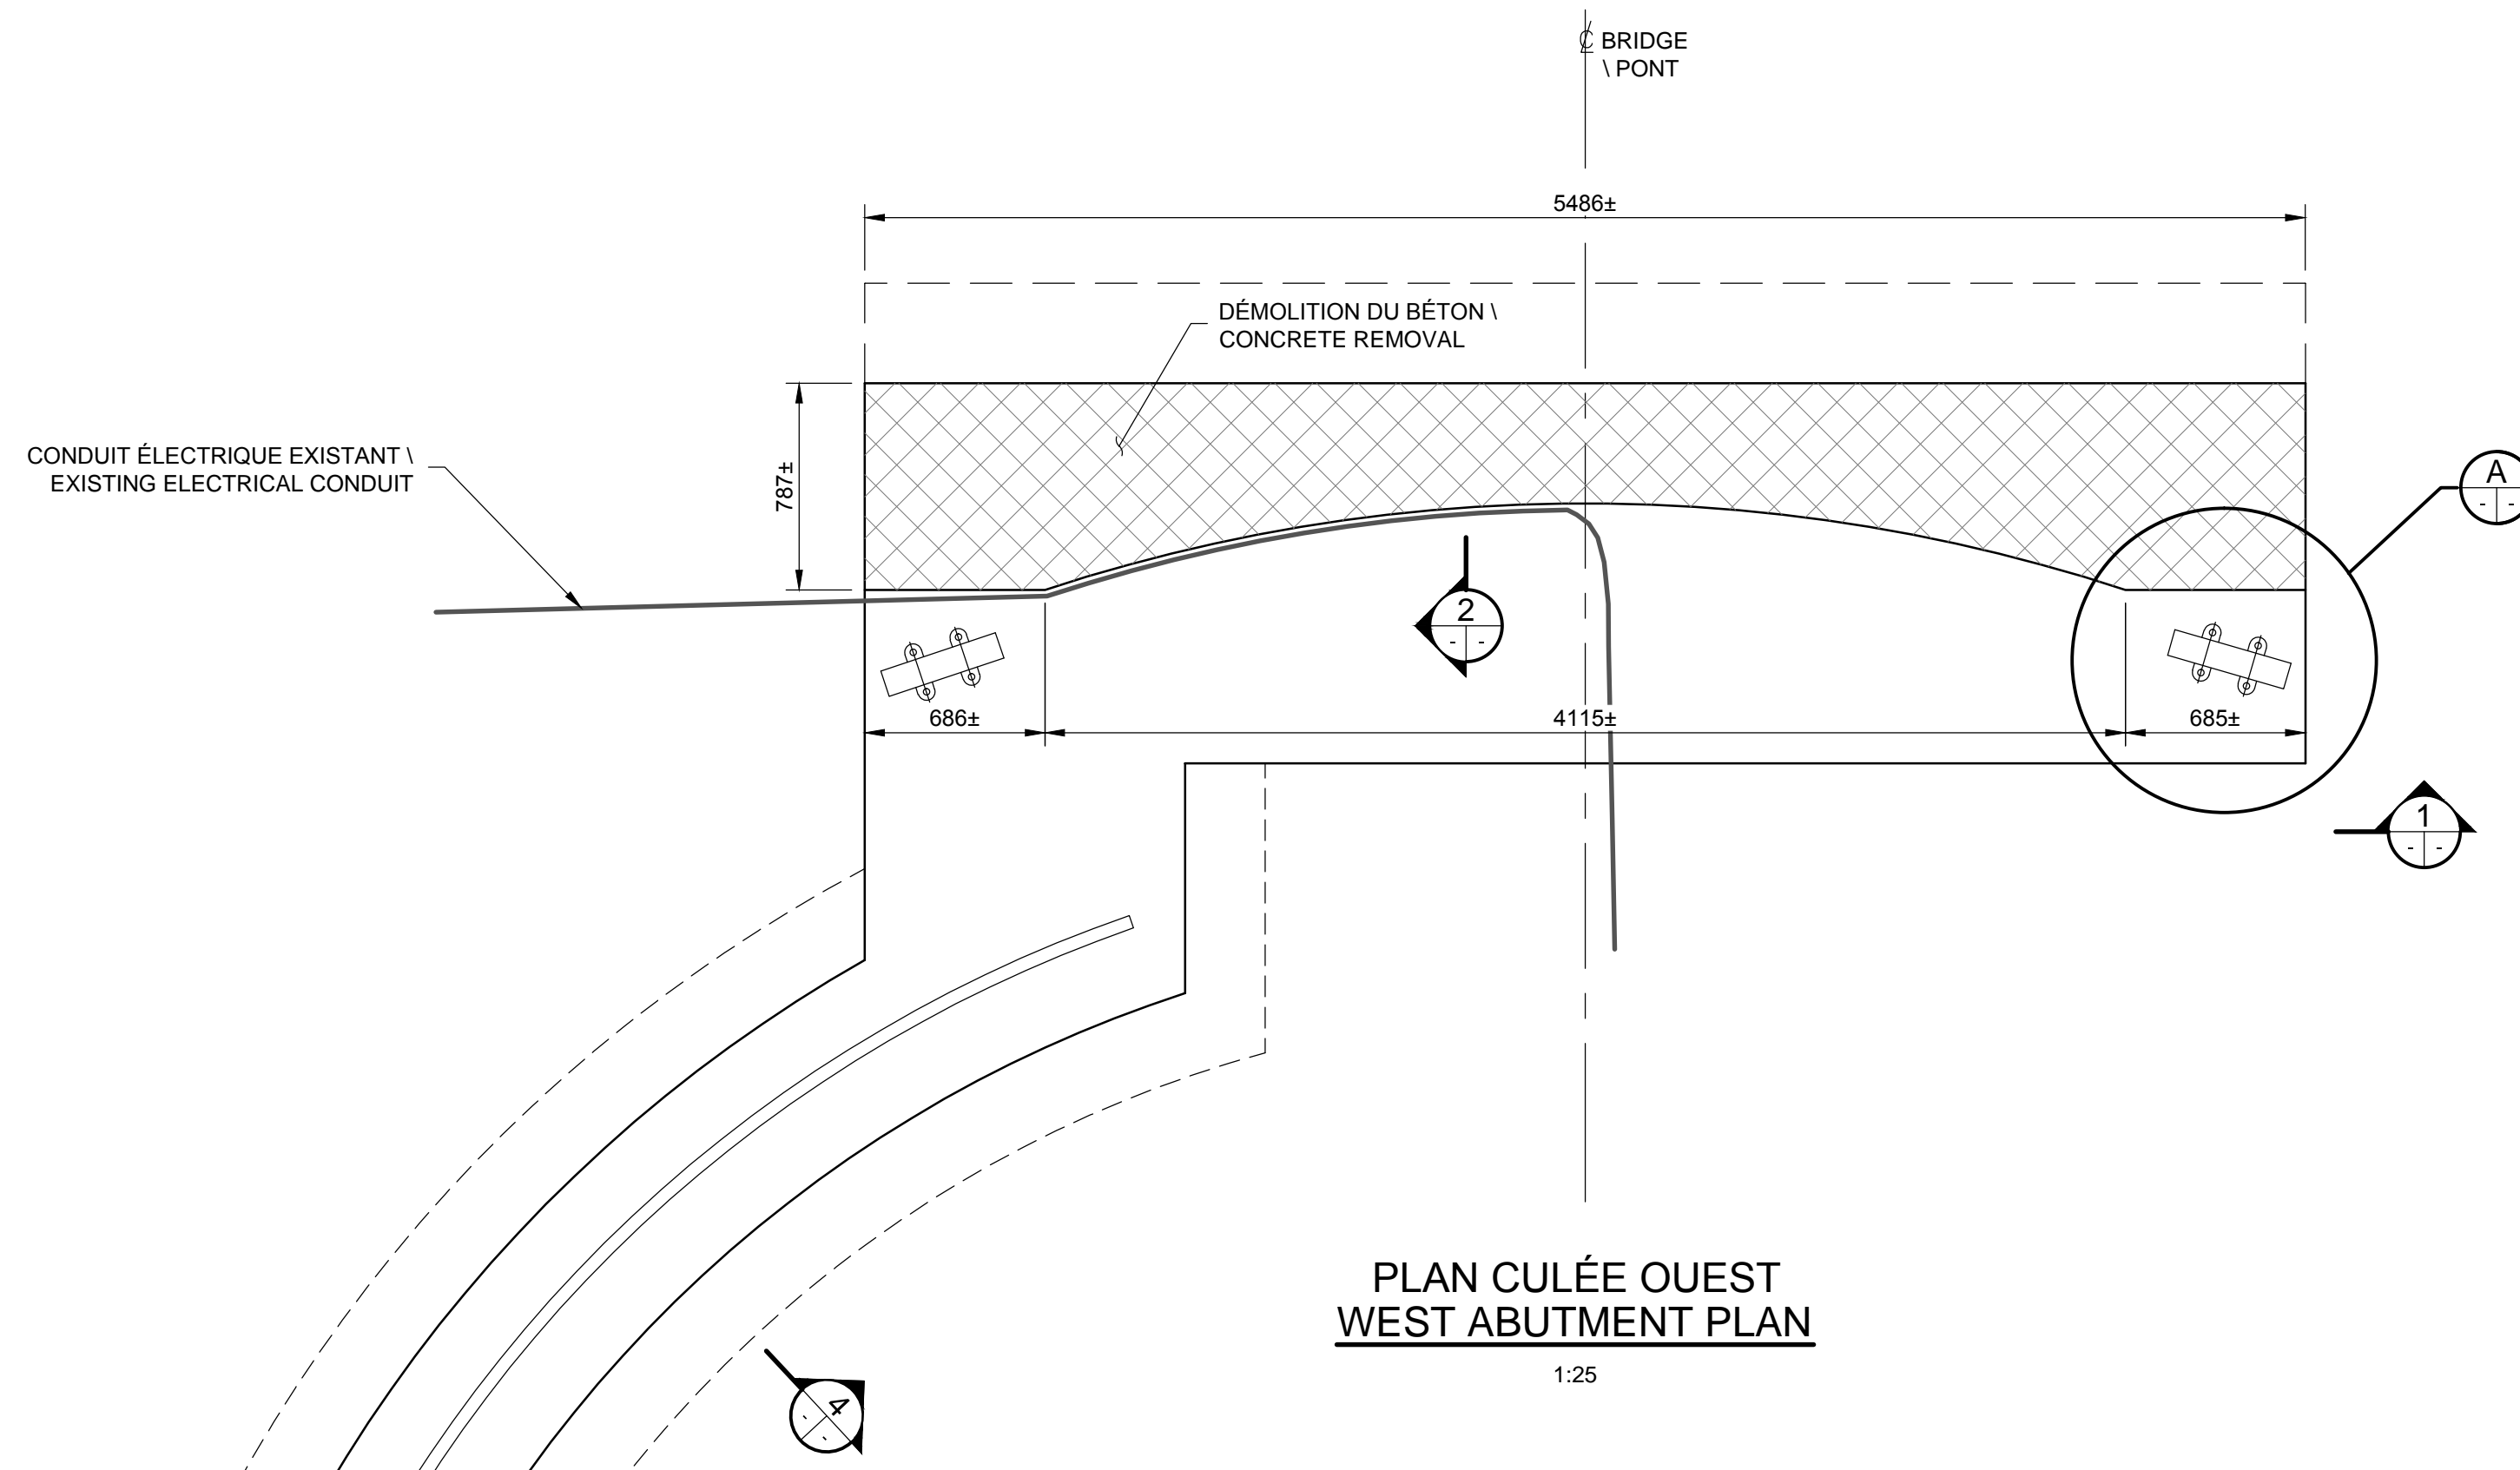 ℄ BRIDGE
\ PONT
5486±
DÉMOLITION DU BÉTON \
CONCRETE REMOVAL
CONDUIT ÉLECTRIQUE EXISTANT \
EXISTING ELECTRICAL CONDUIT
787±
A
- -
2
- -
686±
4115±
685±
1
- -
PLAN CULÉE OUEST
WEST ABUTMENT PLAN
1:25
4
- -